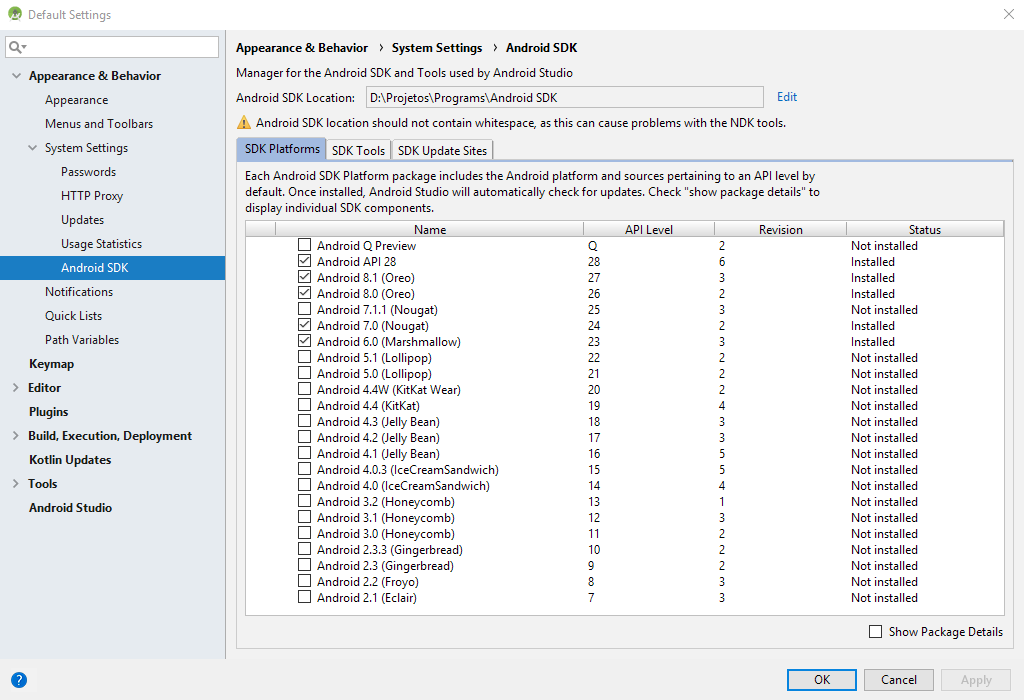 Default Settings
Appearance & Behavior
Appearance
Menus and Toolbars
System Settings
Passwords
HTTP Proxy
Updates
Usage Statistics
Android SDK
Notifications
Quick Lists
Path Variables
Keymap
Editor
Plugins
Build, Execution, Deployment
Kotlin Updates
Tools
Android Studio
Appearance & Behavior › System Settings › Android SDK
Manager for the Android SDK and Tools used by Android Studio
Android SDK Location: D:\Projetos\Programs\Android SDK Edit
Android SDK location should not contain whitespace, as this can cause problems with the NDK tools.
SDK Platforms SDK Tools SDK Update Sites
Each Android SDK Platform package includes the Android platform and sources pertaining to an API level by
default. Once installed, Android Studio will automatically check for updates. Check "show package details" to
display individual SDK components.
Name API Level Revision Status
Android Q Preview Q 2 Not installed
Android API 28 28 6 Installed
Android 8.1 (Oreo) 27 3 Installed
Android 8.0 (Oreo) 26 2 Installed
Android 7.1.1 (Nougat) 25 3 Not installed
Android 7.0 (Nougat) 24 2 Installed
Android 6.0 (Marshmallow) 23 3 Installed
Android 5.1 (Lollipop) 22 2 Not installed
Android 5.0 (Lollipop) 21 2 Not installed
Android 4.4W (KitKat Wear) 20 2 Not installed
Android 4.4 (KitKat) 19 4 Not installed
Android 4.3 (Jelly Bean) 18 3 Not installed
Android 4.2 (Jelly Bean) 17 3 Not installed
Android 4.1 (Jelly Bean) 16 5 Not installed
Android 4.0.3 (IceCreamSandwich) 15 5 Not installed
Android 4.0 (IceCreamSandwich) 14 4 Not installed
Android 3.2 (Honeycomb) 13 1 Not installed
Android 3.1 (Honeycomb) 12 3 Not installed
Android 3.0 (Honeycomb) 11 2 Not installed
Android 2.3.3 (Gingerbread) 10 2 Not installed
Android 2.3 (Gingerbread) 9 2 Not installed
Android 2.2 (Froyo) 8 3 Not installed
Android 2.1 (Eclair) 7 3 Not installed
Show Package Details
? OK Cancel Apply